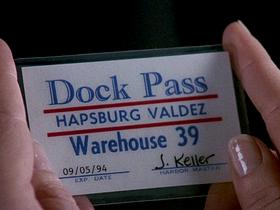 Dock Pass
HAPSBURG VALDEZ
Warehouse 39
09/05/94 J. Keller
EXP. DATE HARBOR MASTER